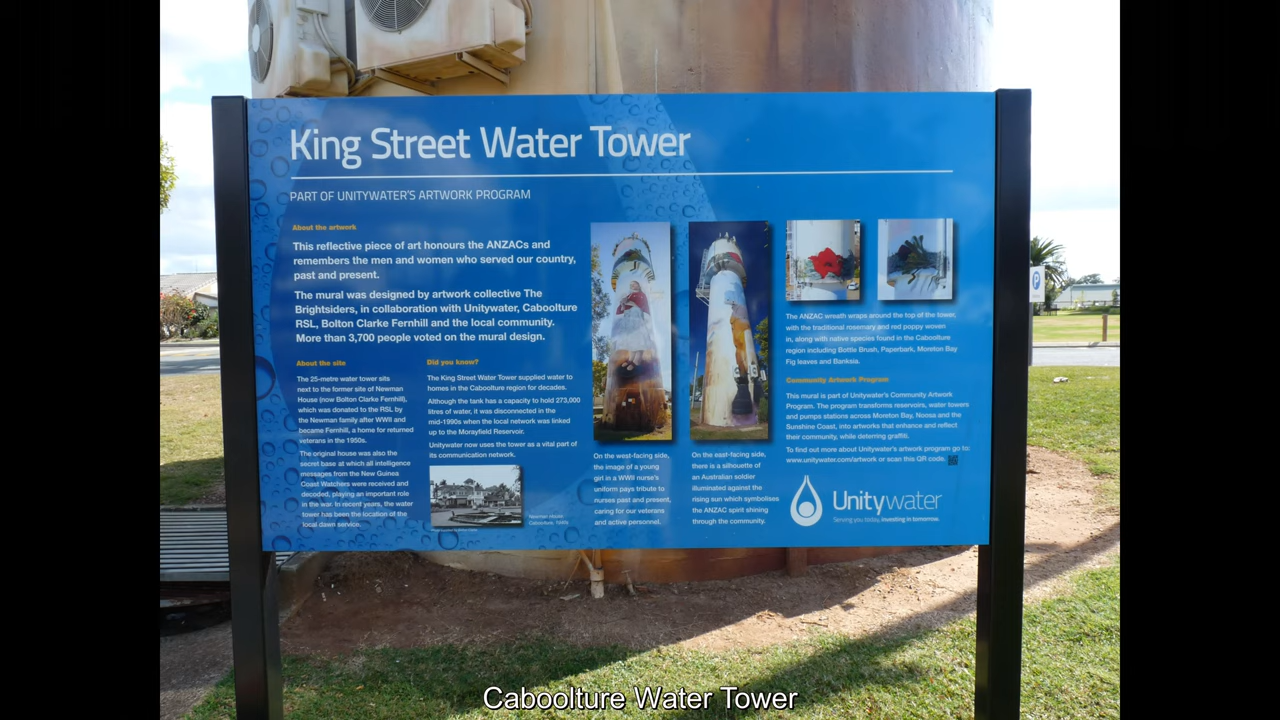 King Street Water Tower
PART OF UNITYWATER'S ARTWORK PROGRAM
About the artwork
This reflective piece of art honours the ANZACs and
remembers the men and women who served our country,
past and present.
The mural was designed by artwork collective The
Brightsiders, in collaboration with Unitywater, Caboolture
RSL, Bolton Clarke Fernhill and the local community.
More than 3,700 people voted on the mural design.
About the site
The 25-metre water tower sits
next to the former site of Newman
House (now Bolton Clarke Fernhill),
which was donated to the RSL by
the Newman family after WWII and
became Fernhill, a home for returned
veterans in the 1950s.
The original house was also the
secret base at which all intelligence
messages from the New Guinea
Coast Watchers were received and
decoded, playing an important role
in the war. In recent years, the water
tower has been the location of the
local dawn service.
Did you know?
The King Street Water Tower supplied water to
homes in the Caboolture region for decades.
Although the tank has a capacity to hold 273,000
litres of water, it was disconnected in the
mid-1990s when the local network was linked
up to the Morayfield Reservoir.
Unitywater now uses the tower as a vital part of
its communication network.
Newman House
Caboolture, 1940s
On the west-facing side,
the image of a young
girl in a WWII nurse's
uniform pays tribute to
nurses past and present,
caring for our veterans
and active personnel.
On the east-facing side,
there is a silhouette of
an Australian soldier
illuminated against the
rising sun which symbolises
the ANZAC spirit shining
through the community.
The ANZAC wreath wraps around the top of the tower,
with the traditional rosemary and red poppy woven
in, along with native species found in the Caboolture
region including Bottle Brush, Paperbark, Moreton Bay
Fig leaves and Banksia.
Community Artwork Program
This mural is part of Unitywater's Community Artwork
Program. The program transforms reservoirs, water towers
and pumps stations across Moreton Bay, Noosa and the
Sunshine Coast, into artworks that enhance and reflect
their community, while deterring graffiti.
To find out more about Unitywater's artwork program go to:
www.unitywater.com/artwork or scan this QR code.
Unitywater
Serving you today, investing in tomorrow.
P
Caboolture Water Tower